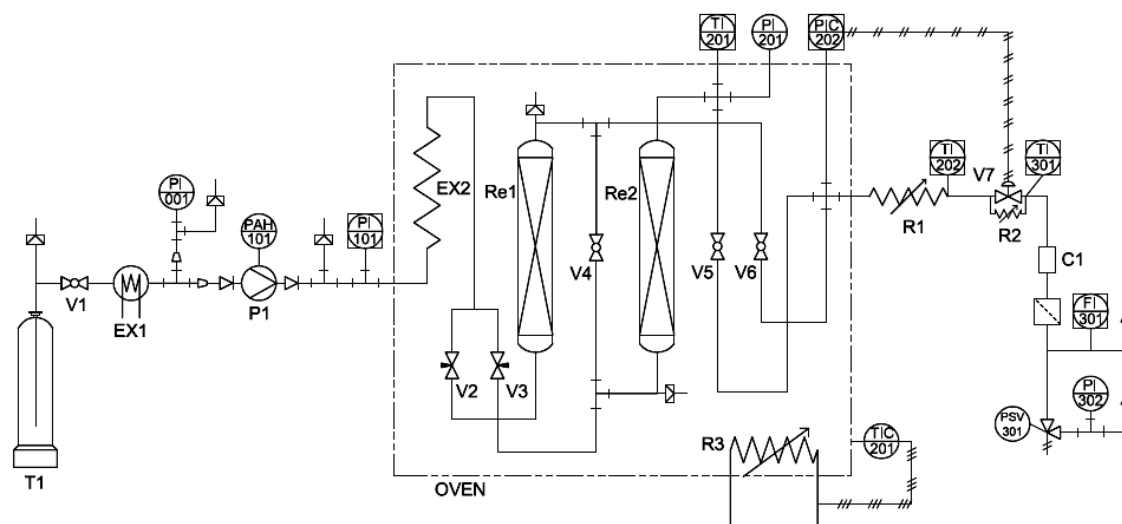 TI
201
PI
201
PIC
202
PI
001
PAH
101
PI
101
EX2
Re1
Re2
V4
V5
V6
TI
202
V7
TI
301
R1
R2
V1
EX1
P1
C1
V2
V3
FI
301
PI
302
PSV
301
R3
TIC
201
T1
OVEN